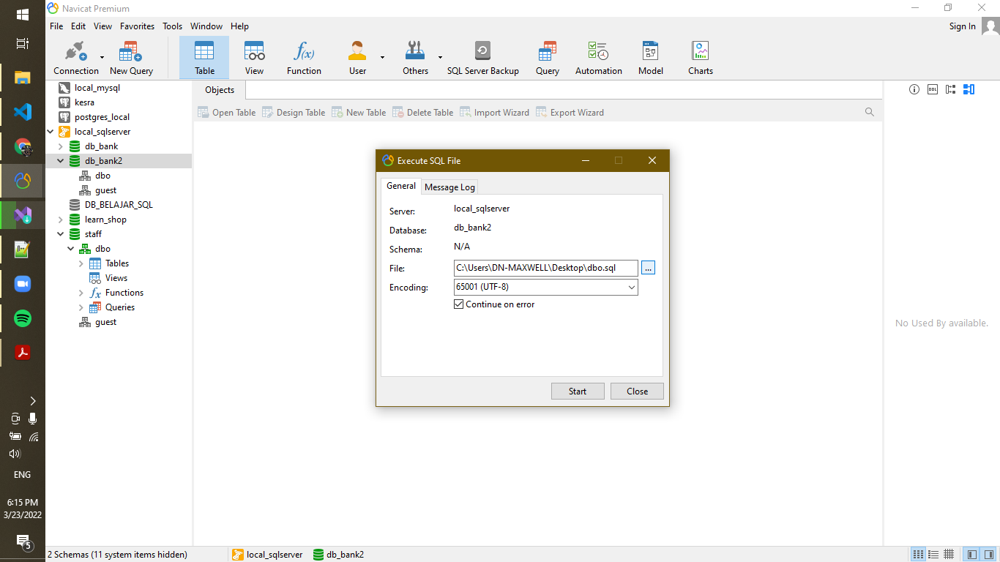 Navicat Premium
File Edit View Favorites Tools Window Help
Sign In
Connection New Query Table View Function User Others SQL Server Backup Query Automation Model Charts
local_mysql
kesra
postgres_local
local_sqlserver
db_bank
db_bank2
dbo
guest
DB_BELAJAR_SQL
learn_shop
staff
dbo
Tables
Views
Functions
Queries
guest
Objects
Open Table Design Table New Table Delete Table Import Wizard Export Wizard
DDL
Execute SQL File
General Message Log
Server: local_sqlserver
Database: db_bank2
Schema: N/A
File: C:\Users\DN-MAXWELL\Desktop\dbo.sql ...
Encoding: 65001 (UTF-8)
Continue on error
Start Close
No Used By available.
ENG
6:15 PM
3/23/2022
5
2 Schemas (11 system items hidden) local_sqlserver db_bank2